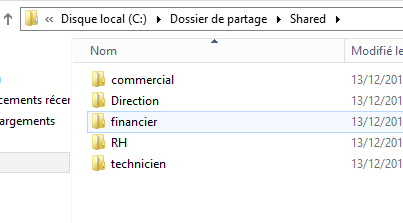 « Disque local (C:) ▸ Dossier de partage ▸ Shared ▸
Nom Modifié le
commercial 13/12/201
cements récen Direction 13/12/201
argements financier 13/12/201
RH 13/12/201
technicien 13/12/201